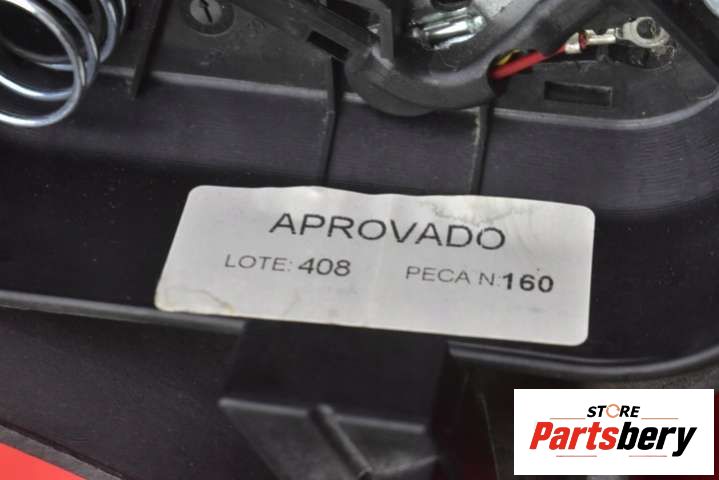 APROVADO
LOTE: 408 PECA N:160
STORE
Partsbery